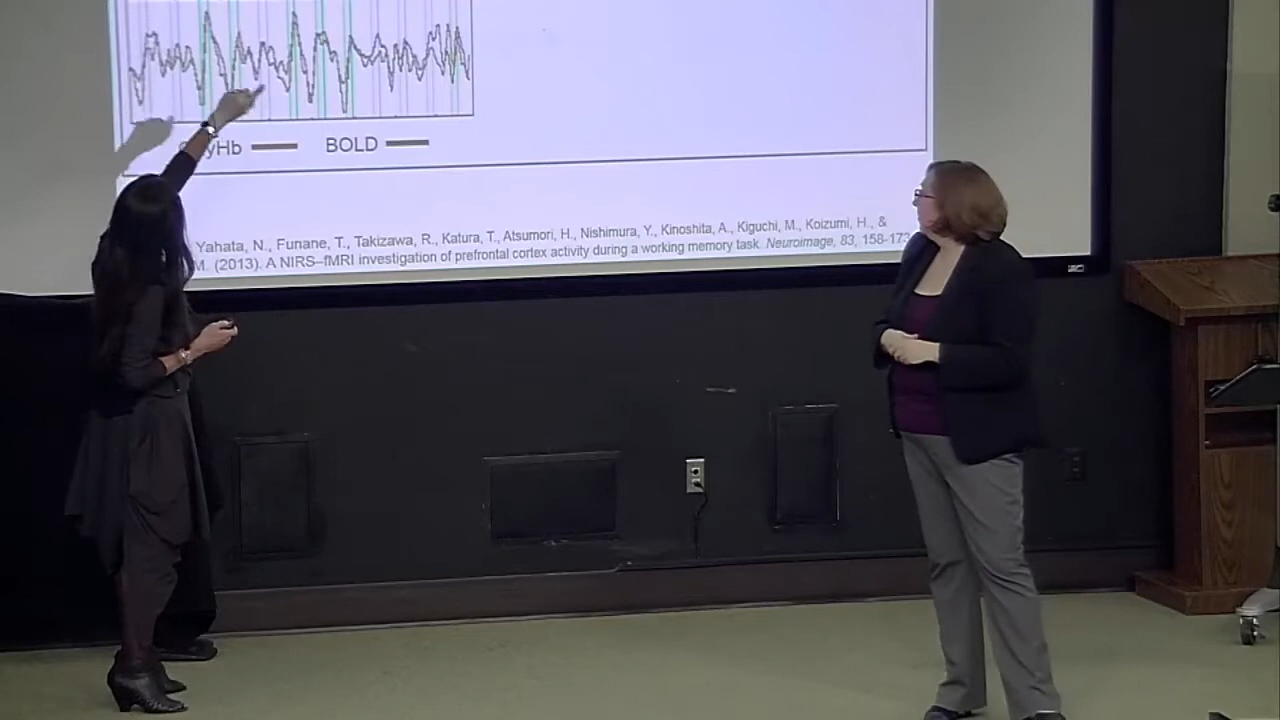 yHb BOLD
Yahata, N., Funane, T., Takizawa, R., Katura, T., Atsumori, H., Nishimura, Y., Kinoshita, A., Kiguchi, M., Koizumi, H., &
M. (2013). A NIRS–fMRI investigation of prefrontal cortex activity during a working memory task. Neuroimage, 83, 158-173